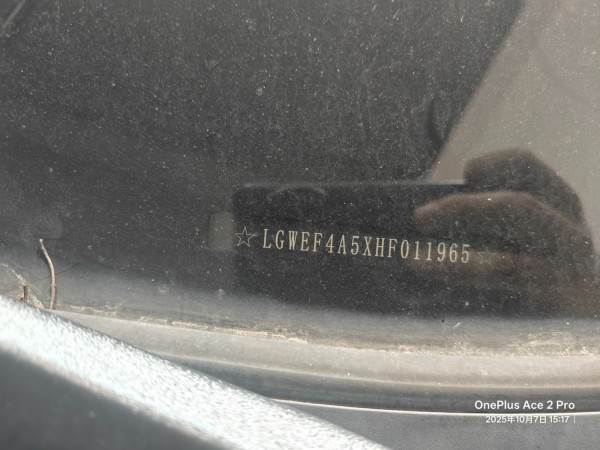 ☆LGWEF4A5XHF011965☆
OnePlus Ace 2 Pro
2025年10月7日 15:17